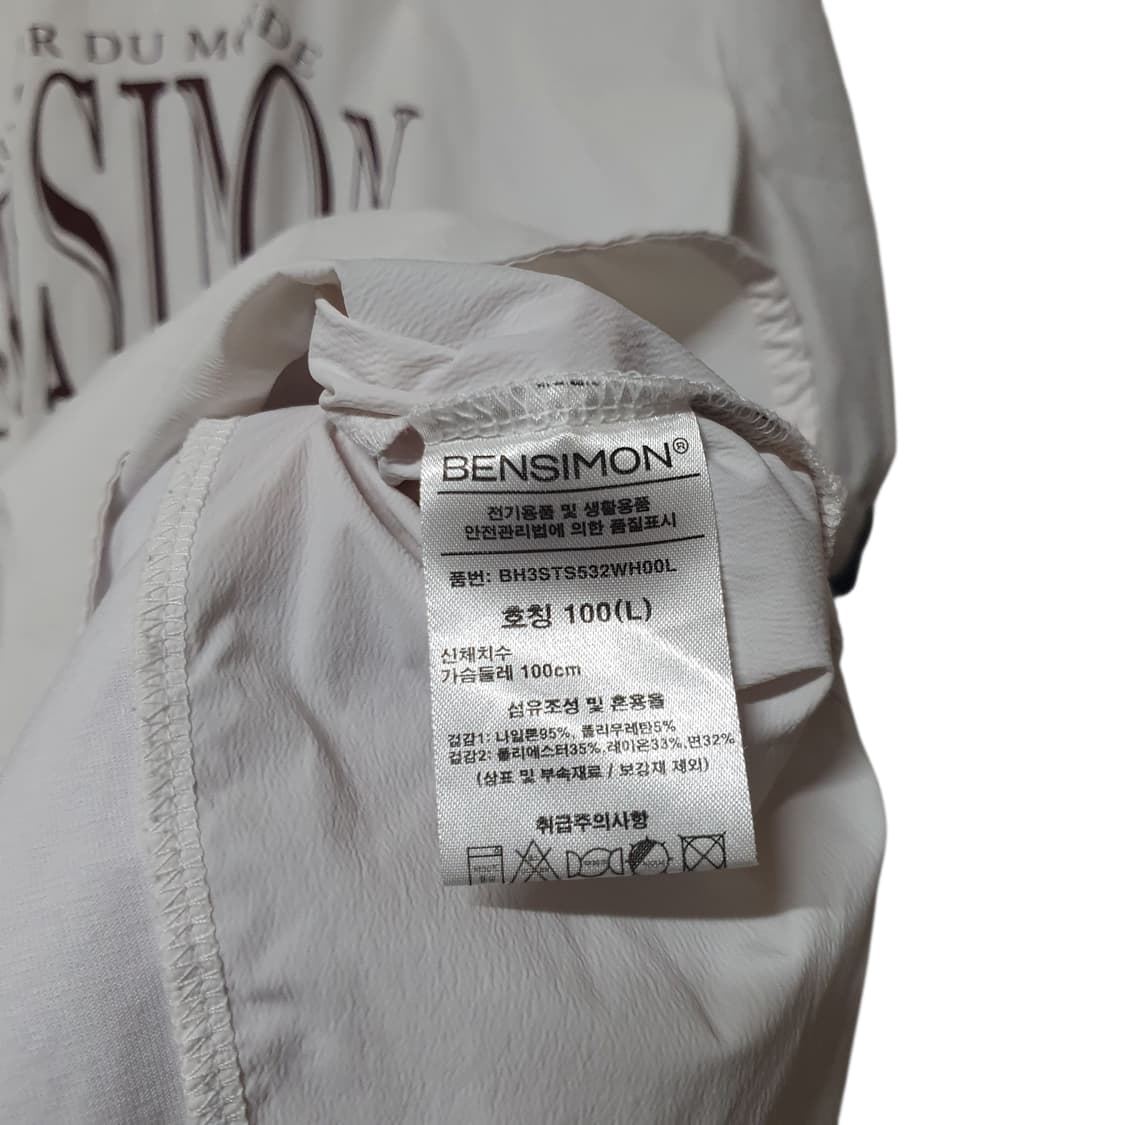 R DU MONDE
SIMON
BENSIMON®
전기용품 및 생활용품
안전관리법에 의한 품질표시
품번: BH3STS532WH00L
호칭 100(L)
신체치수
가슴둘레 100cm
섬유조성 및 혼용율
겉감1: 나일론95%, 폴리우레탄5%
겉감2: 폴리에스터35%,레이온33%,면32%
(상표 및 부속재료 / 보강재 제외)
취급주의사항